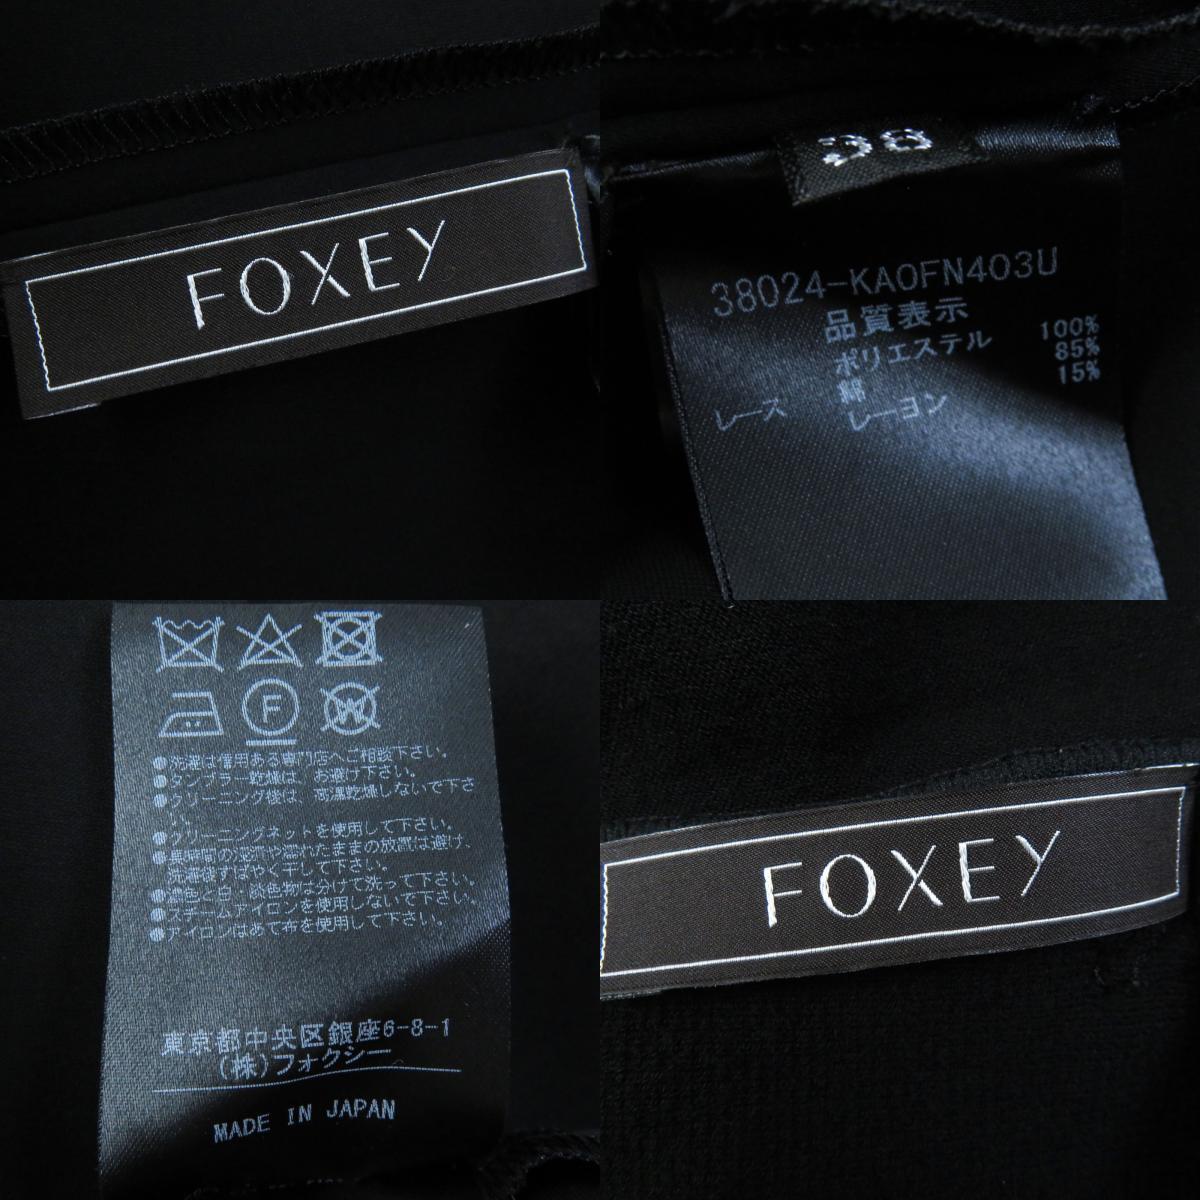 FOXEY
38
38024-KAOFN403U
品質表示
ポリエステル 100%
綿 85%
レース レーヨン 15%
F
W
●洗濯は信用ある専門店へご相談下さい。
●タンブラー乾燥は、お避け下さい。
●クリーニング後は、高温乾燥しないで下さ
い。
●クリーニングネットを使用して下さい。
●長時間の浸漬や濡れたままの放置は避け、
洗濯後すばやく干して下さい。
●濃色と白・淡色物は分けて洗って下さい。
●スチームアイロンを使用しないで下さい。
●アイロンはあて布を使用して下さい。
東京都中央区銀座6-8-1
(株)フォクシー
MADE IN JAPAN
FOXEY